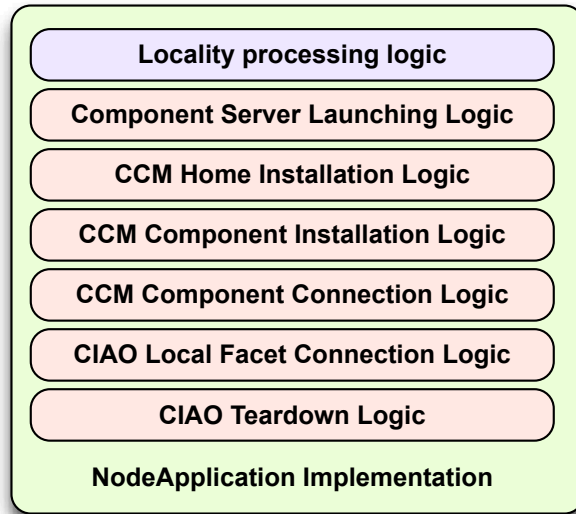 Locality processing logic
Component Server Launching Logic
CCM Home Installation Logic
CCM Component Installation Logic
CCM Component Connection Logic
CIAO Local Facet Connection Logic
CIAO Teardown Logic
NodeApplication Implementation